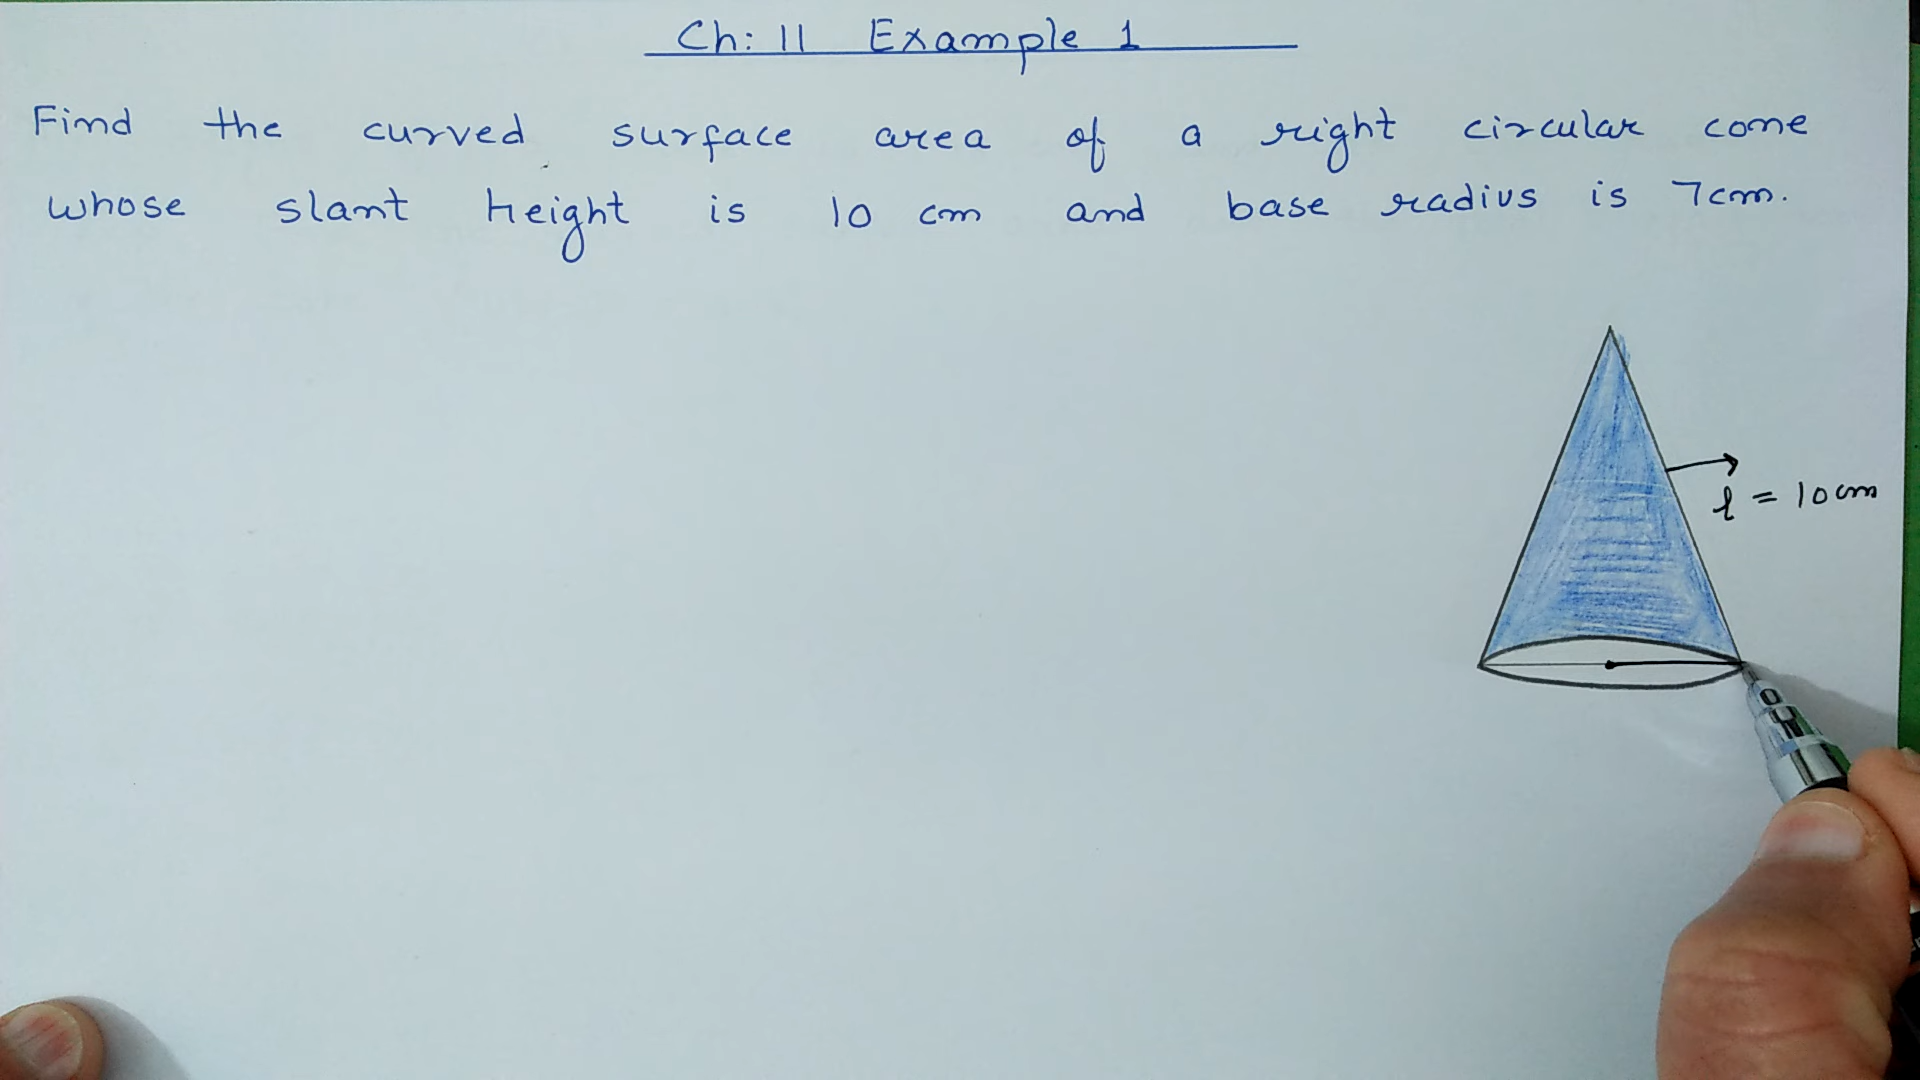 Ch: 11 Example 1
Find the curved surface area of a right circular cone
whose slant height is 10 cm and base radius is 7cm.
l = 10cm